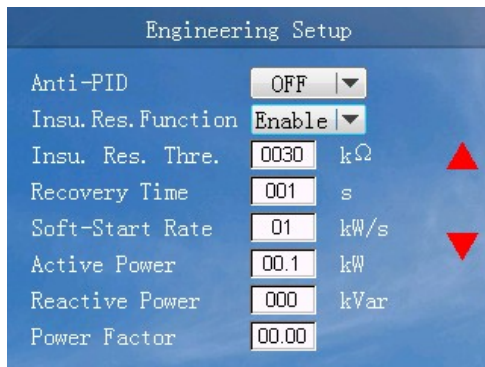 Engineering Setup
Anti-PID OFF
Insu.Res.Function Enable
Insu. Res. Thre. 0030 kΩ
Recovery Time 001 s
Soft-Start Rate 01 kW/s
Active Power 00.1 kW
Reactive Power 000 kVar
Power Factor 00.00